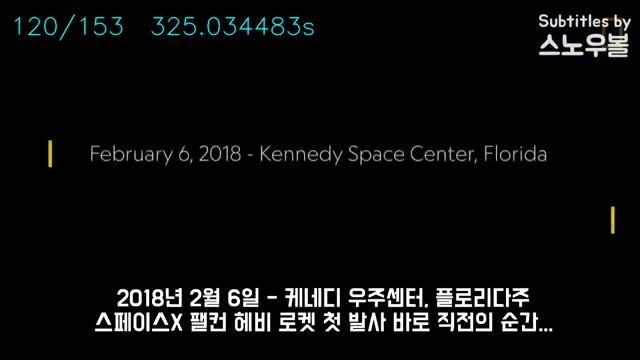 120/153 325.034483s
Subtitles by
스노우볼
February 6, 2018 - Kennedy Space Center, Florida
2018년 2월 6일 - 케네디 우주센터, 플로리다주
스페이스X 팰컨 헤비 로켓 첫 발사 바로 직전의 순간...